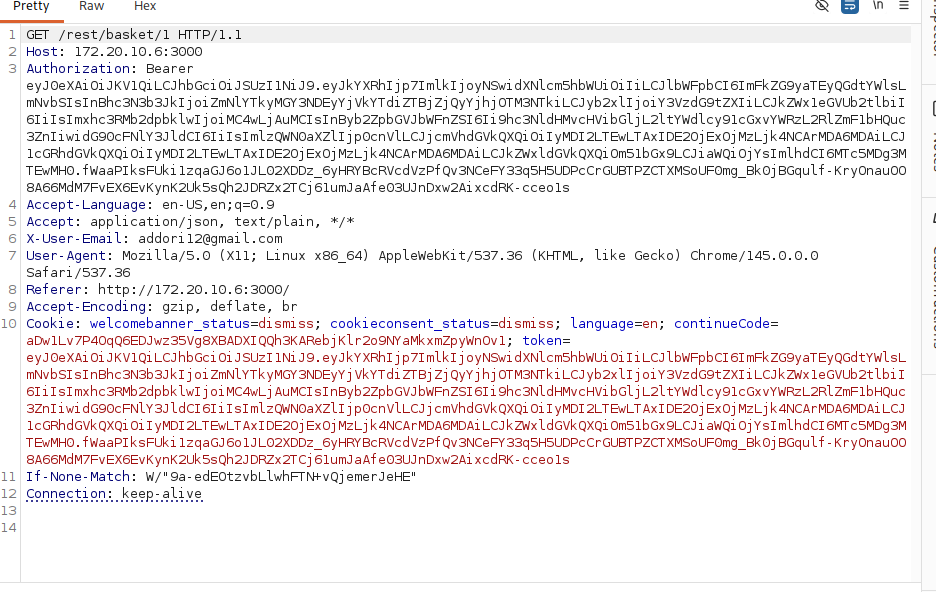 Pretty Raw Hex \n
1 GET /rest/basket/1 HTTP/1.1
2 Host: 172.20.10.6:3000
3 Authorization: Bearer
eyJ0eXAiOiJKV1QiLCJhbGciOiJSUzI1NiJ9.eyJkYXRhIjp7ImlkIjoyNSwidXNlcm5hbWUiOiIiLCJlbWFpbCI6ImFkZG9yaTEyQGdtYWlsL
mNvbSIsInBhc3N3b3JkIjoiZmNlYTkyMGY3NDEyYjVkYTdiZTBjZjQyYjhjOTM3NTkiLCJyb2xlIjoiY3VzdG9tZXIiLCJkZWx1eGVUb2tlbiI
6IiIsImxhc3RMb2dpbklwIjoiMC4wLjAuMCIsInByb2ZpbGVJbWFnZSI6Ii9hc3NldHMvcHVibGljL2ltYWdlcy91cGxvYWRzL2RlZmF1bHQuc
3ZnIiwidG90cFNlY3JldCI6IiIsImlzQWN0aXZlIjp0cnVlLCJjcmVhdGVkQXQiOiIyMDI2LTEwLTAxIDE2OjExOjMzLjk4NCArMDA6MDAiLCJ
1cGRhdGVkQXQiOiIyMDI2LTEwLTAxIDE2OjExOjMzLjk4NCArMDA6MDAiLCJkZWxldGVkQXQiOm51bGx9LCJiaWQiOjYsImlhdCI6MTc5MDg3M
TEwMH0.fWaaPIksFUki1zqaGJ6o1JL02XDDz_6yHRYBcRVcdVzPfQv3NCeFY33q5H5UDPcCrGUBTPZCTXMSoUF0mg_Bk0jBGqulf-KryOnauOO
8A66MdM7FvEX6EvKynK2Uk5sQh2JDRZx2TCj61umJaAfe03UJnDxw2AixcdRK-cceo1s
4 Accept-Language: en-US,en;q=0.9
5 Accept: application/json, text/plain, */*
6 X-User-Email: addori12@gmail.com
7 User-Agent: Mozilla/5.0 (X11; Linux x86_64) AppleWebKit/537.36 (KHTML, like Gecko) Chrome/145.0.0.0
Safari/537.36
8 Referer: http://172.20.10.6:3000/
9 Accept-Encoding: gzip, deflate, br
10 Cookie: welcomebanner_status=dismiss; cookieconsent_status=dismiss; language=en; continueCode=
aDw1Lv7P4OqQ6EDJwz35Vg8XBADXIQQh3KARebjKlr2o9NYaMkxmZpyWnOv1; token=
eyJ0eXAiOiJKV1QiLCJhbGciOiJSUzI1NiJ9.eyJkYXRhIjp7ImlkIjoyNSwidXNlcm5hbWUiOiIiLCJlbWFpbCI6ImFkZG9yaTEyQGdtYWlsL
mNvbSIsInBhc3N3b3JkIjoiZmNlYTkyMGY3NDEyYjVkYTdiZTBjZjQyYjhjOTM3NTkiLCJyb2xlIjoiY3VzdG9tZXIiLCJkZWx1eGVUb2tlbiI
6IiIsImxhc3RMb2dpbklwIjoiMC4wLjAuMCIsInByb2ZpbGVJbWFnZSI6Ii9hc3NldHMvcHVibGljL2ltYWdlcy91cGxvYWRzL2RlZmF1bHQuc
3ZnIiwidG90cFNlY3JldCI6IiIsImlzQWN0aXZlIjp0cnVlLCJjcmVhdGVkQXQiOiIyMDI2LTEwLTAxIDE2OjExOjMzLjk4NCArMDA6MDAiLCJ
1cGRhdGVkQXQiOiIyMDI2LTEwLTAxIDE2OjExOjMzLjk4NCArMDA6MDAiLCJkZWxldGVkQXQiOm51bGx9LCJiaWQiOjYsImlhdCI6MTc5MDg3M
TEwMH0.fWaaPIksFUki1zqaGJ6o1JL02XDDz_6yHRYBcRVcdVzPfQv3NCeFY33q5H5UDPcCrGUBTPZCTXMSoUF0mg_Bk0jBGqulf-KryOnauOO
8A66MdM7FvEX6EvKynK2Uk5sQh2JDRZx2TCj61umJaAfe03UJnDxw2AixcdRK-cceo1s
11 If-None-Match: W/"9a-edEOtzvbLlwhFTN+vQjemerJeHE"
12 Connection: keep-alive
13
14